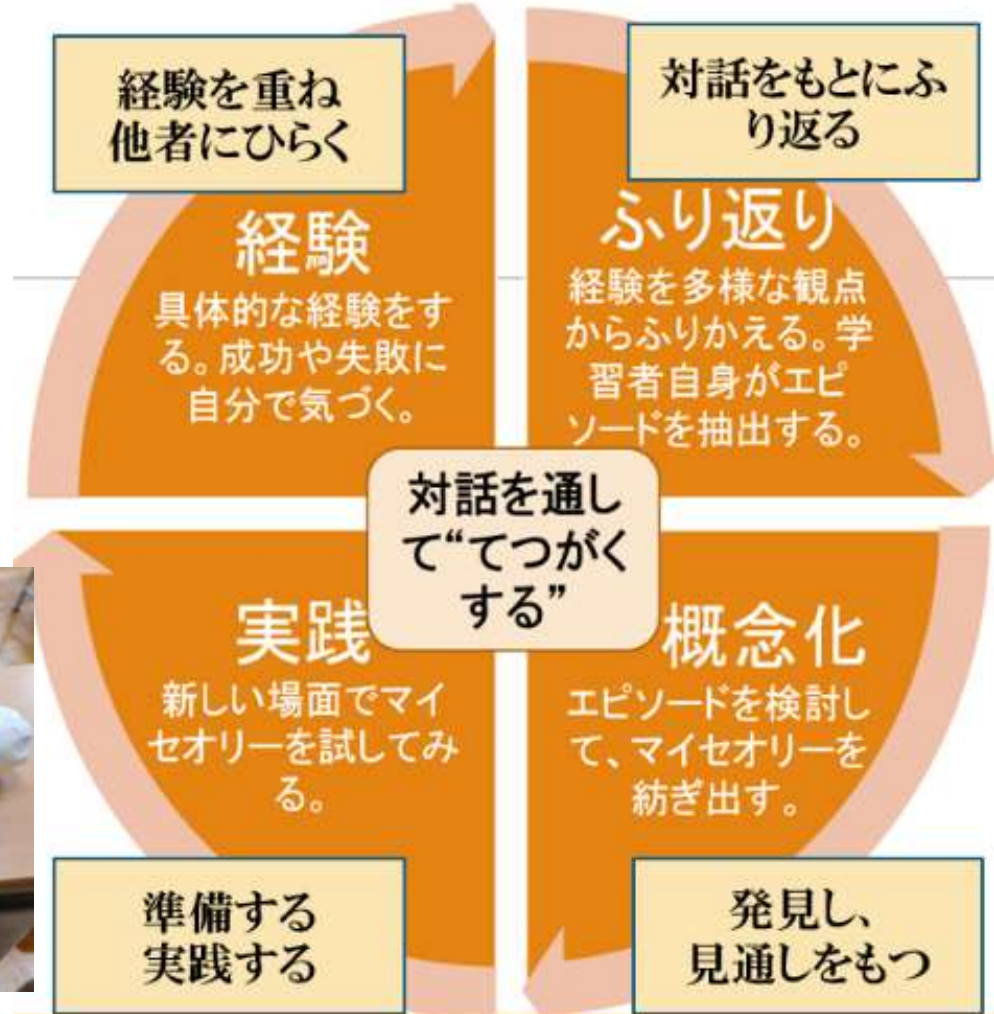 経験を重ね
他者にひらく
経験
具体的な経験をす
る。成功や失敗に
自分で気づく。
対話をもとにふ
り返る
ふり返り
経験を多様な観点
からふりかえる。学
習者自身がエピ
ソードを抽出する。
対話を通し
て“てつがく
する”
実践
新しい場面でマイ
セオリーを試してみ
る。
準備する
実践する
概念化
エピソードを検討し
て、マイセオリーを
紡ぎ出す。
発見し、
見通しをもつ